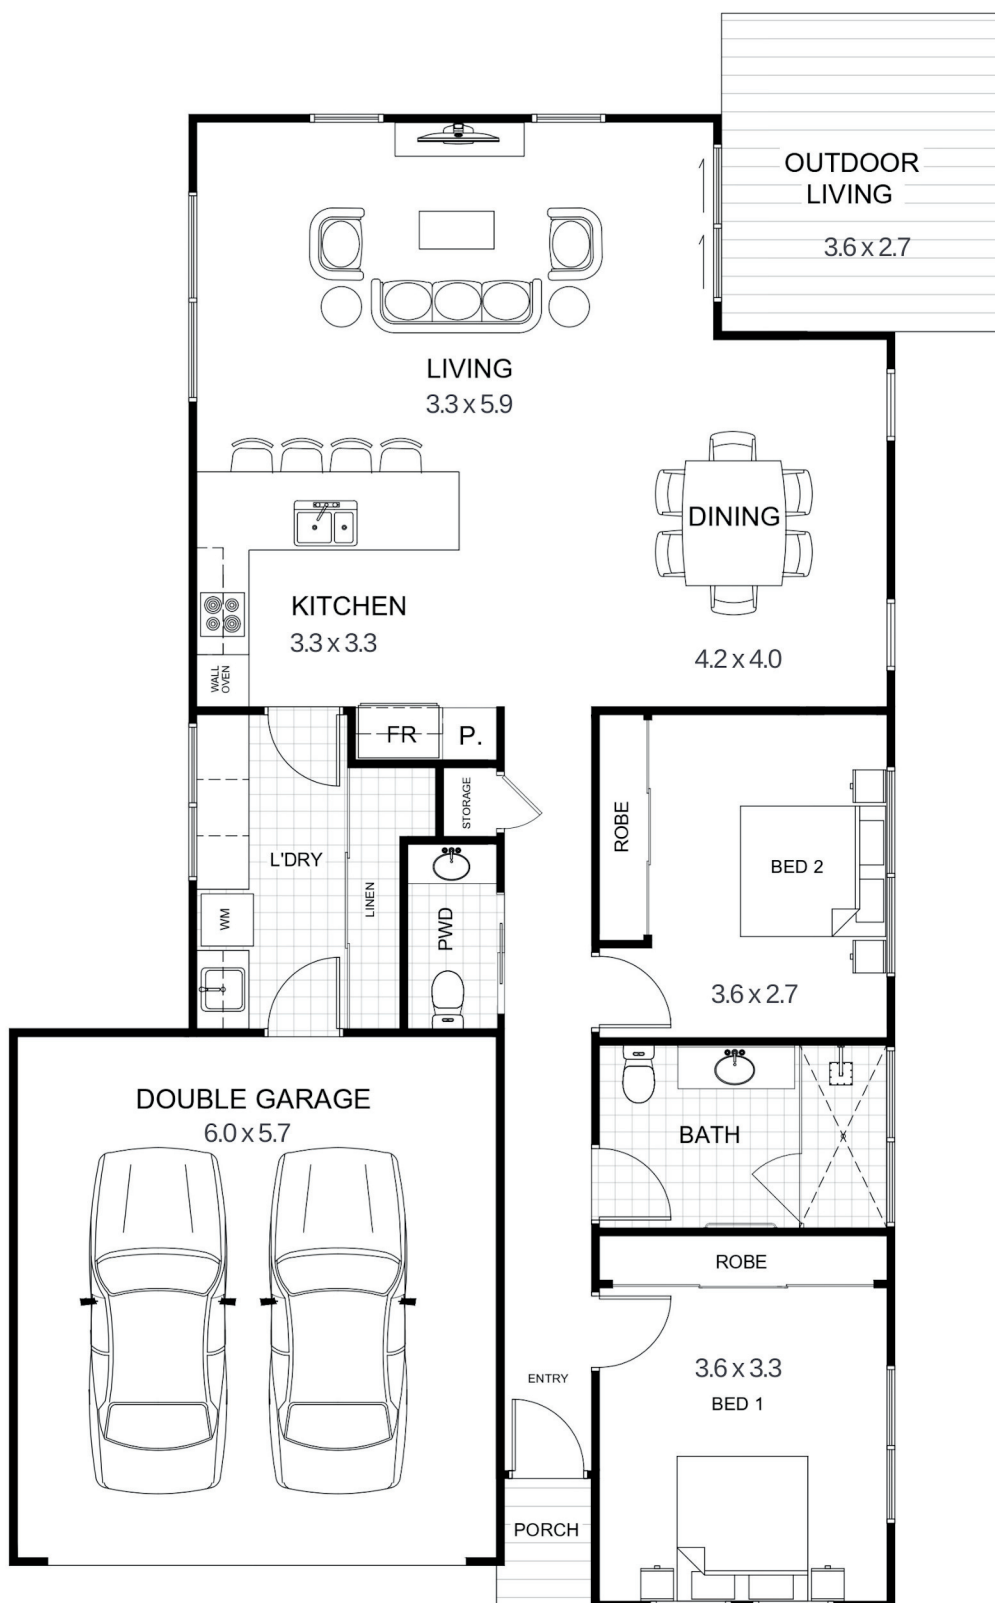 OUTDOOR
LIVING
3.6 x 2.7
LIVING
3.3 x 5.9
DINING
KITCHEN
3.3 x 3.3
4.2 x 4.0
WALL
OVEN
FR
P.
STORAGE
ROBE
BED 2
L'DRY
LINEN
WM
PWD
3.6 x 2.7
DOUBLE GARAGE
6.0 x 5.7
BATH
ROBE
3.6 x 3.3
BED 1
ENTRY
PORCH